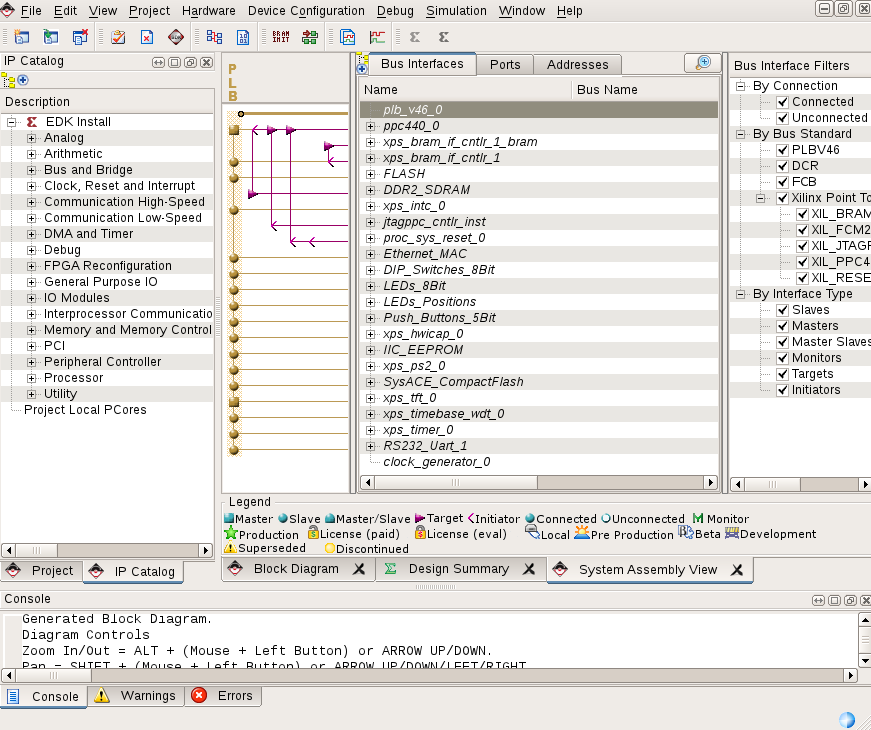 File Edit View Project Hardware Device Configuration Debug Simulation Window Help
BRAM INIT
IP Catalog
Description
EDK Install
Analog
Arithmetic
Bus and Bridge
Clock, Reset and Interrupt
Communication High-Speed
Communication Low-Speed
DMA and Timer
Debug
FPGA Reconfiguration
General Purpose IO
IO Modules
Interprocessor Communicatio
Memory and Memory Control
PCI
Peripheral Controller
Processor
Utility
Project Local PCores
Project IP Catalog
P
L
B
Bus Interfaces Ports Addresses
Name Bus Name
plb_v46_0
ppc440_0
xps_bram_if_cntlr_1_bram
xps_bram_if_cntlr_1
FLASH
DDR2_SDRAM
xps_intc_0
jtagppc_cntlr_inst
proc_sys_reset_0
Ethernet_MAC
DIP_Switches_8Bit
LEDs_8Bit
LEDs_Positions
Push_Buttons_5Bit
xps_hwicap_0
IIC_EEPROM
xps_ps2_0
SysACE_CompactFlash
xps_tft_0
xps_timebase_wdt_0
xps_timer_0
RS232_Uart_1
clock_generator_0
Bus Interface Filters
By Connection
Connected
Unconnected
By Bus Standard
PLBV46
DCR
FCB
Xilinx Point To
XIL_BRAM
XIL_FCM2
XIL_JTAGP
XIL_PPC4
XIL_RESE
By Interface Type
Slaves
Masters
Master Slaves
Monitors
Targets
Initiators
Legend
Master Slave Master/Slave Target Initiator Connected Unconnected Monitor
Production License (paid) License (eval) Local Pre Production Beta Development
Superseded Discontinued
Block Diagram Design Summary System Assembly View
Console
Generated Block Diagram.
Diagram Controls
Zoom In/Out = ALT + (Mouse + Left Button) or ARROW UP/DOWN.
Pan = SHIFT + (Mouse + Left Button) or ARROW UP/DOWN/LEFT/RIGHT
Console Warnings Errors